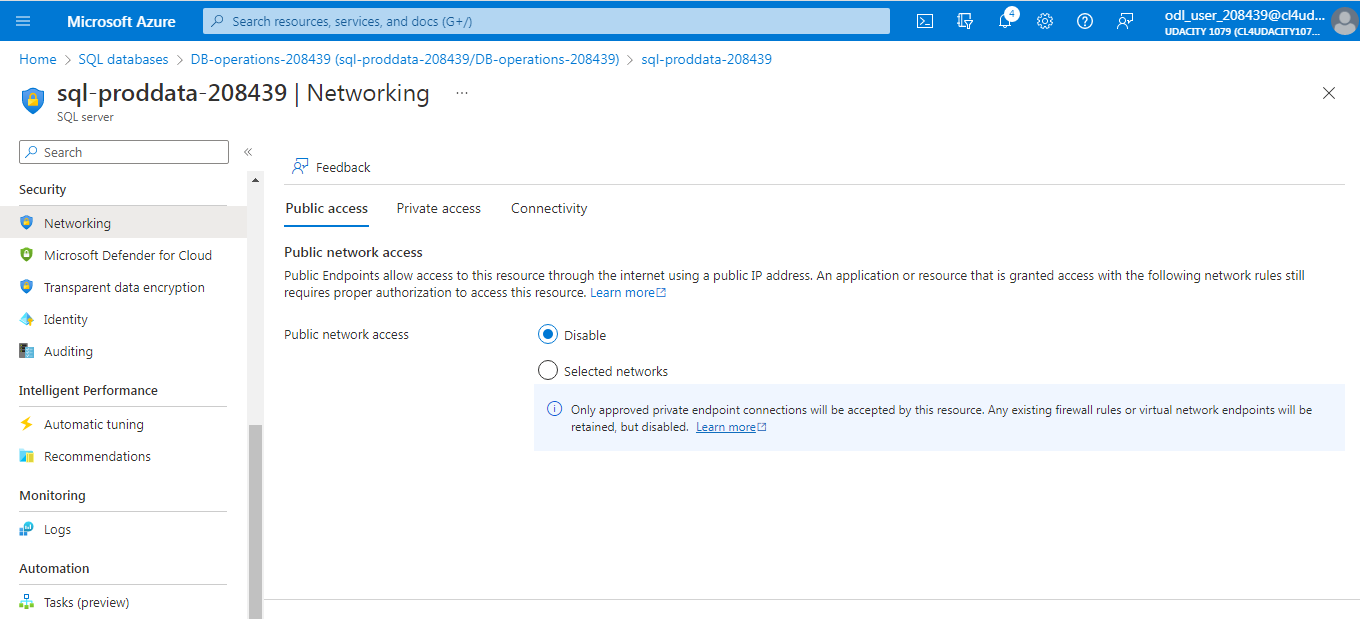 Microsoft Azure
Search resources, services, and docs (G+/)
4
odl_user_208439@cl4ud...
UDACITY 1079 (CL4UDACITY107...
Home > SQL databases > DB-operations-208439 (sql-proddata-208439/DB-operations-208439) > sql-proddata-208439
sql-proddata-208439 | Networking ...
SQL server
Search
«
Security
Networking
Microsoft Defender for Cloud
Transparent data encryption
Identity
Auditing
Intelligent Performance
Automatic tuning
Recommendations
Monitoring
Logs
Automation
Tasks (preview)
Feedback
Public access Private access Connectivity
Public network access
Public Endpoints allow access to this resource through the internet using a public IP address. An application or resource that is granted access with the following network rules still
requires proper authorization to access this resource. Learn more
Public network access
Disable
Selected networks
Only approved private endpoint connections will be accepted by this resource. Any existing firewall rules or virtual network endpoints will be
retained, but disabled. Learn more